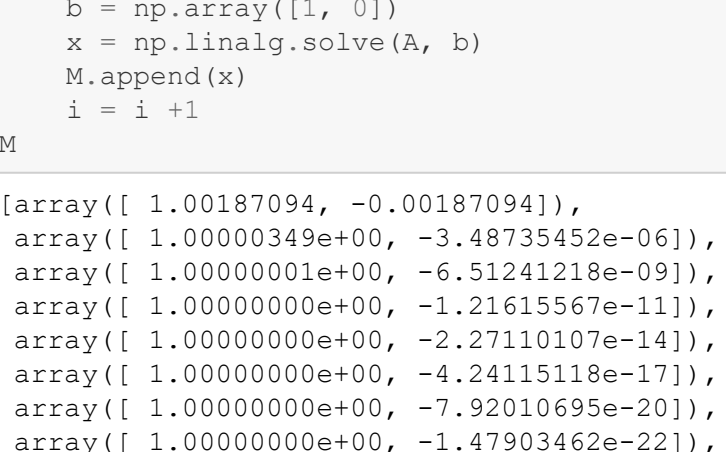 b = np.array([1, 0])
x = np.linalg.solve(A, b)
M.append(x)
i = i +1
M
[array([ 1.00187094, -0.00187094]),
array([ 1.00000349e+00, -3.48735452e-06]),
array([ 1.00000001e+00, -6.51241218e-09]),
array([ 1.00000000e+00, -1.21615567e-11]),
array([ 1.00000000e+00, -2.27110107e-14]),
array([ 1.00000000e+00, -4.24115118e-17]),
array([ 1.00000000e+00, -7.92010695e-20]),
array([ 1.00000000e+00, -1.47903462e-22]),